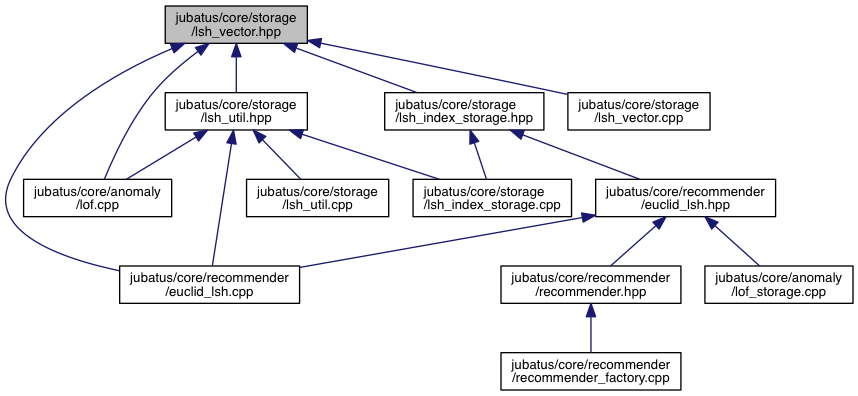 jubatus/core/storage
/lsh_vector.hpp
jubatus/core/storage
/lsh_util.hpp
jubatus/core/storage
/lsh_index_storage.hpp
jubatus/core/storage
/lsh_vector.cpp
jubatus/core/anomaly
/lof.cpp
jubatus/core/storage
/lsh_util.cpp
jubatus/core/storage
/lsh_index_storage.cpp
jubatus/core/recommender
/euclid_lsh.hpp
jubatus/core/recommender
/euclid_lsh.cpp
jubatus/core/recommender
/recommender.hpp
jubatus/core/anomaly
/lof_storage.cpp
jubatus/core/recommender
/recommender_factory.cpp